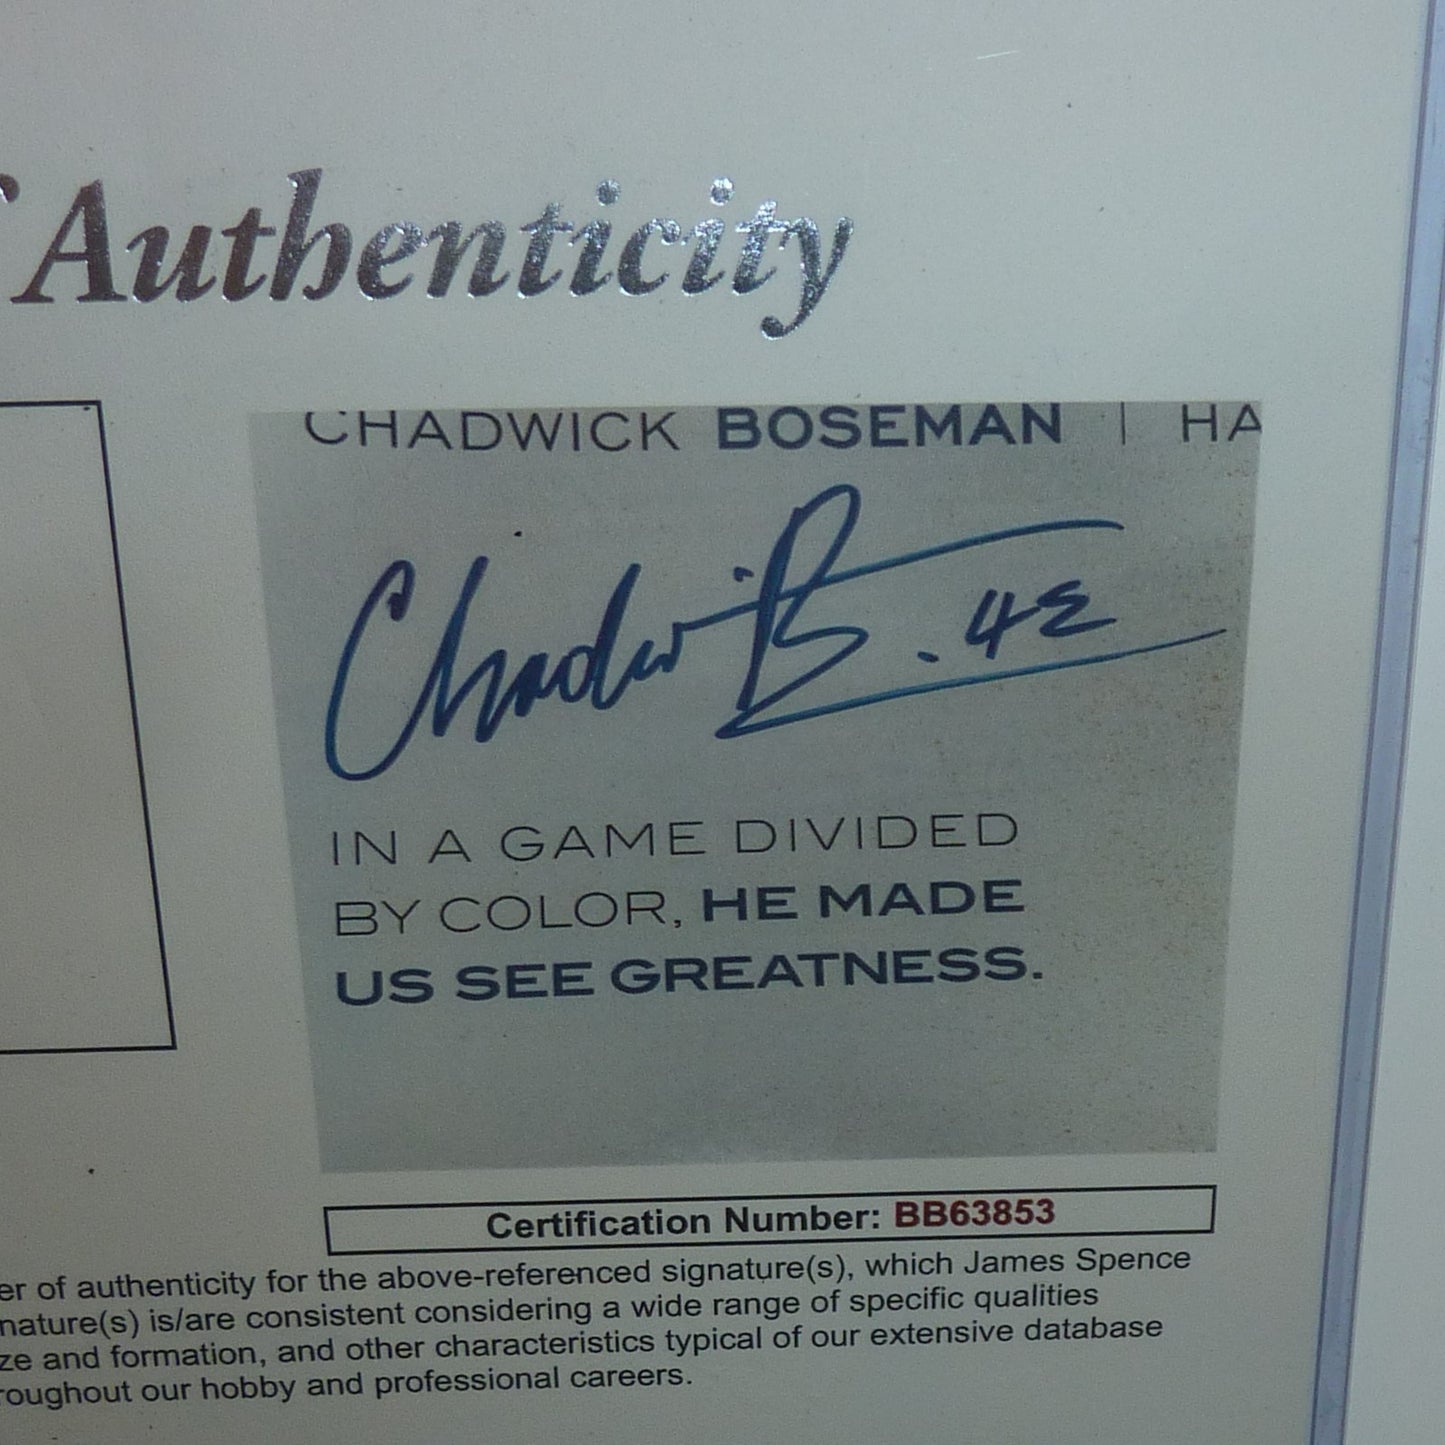 Authenticity
CHADWICK BOSEMAN | HA
Chadwi B . 42
IN A GAME DIVIDED
BY COLOR, HE MADE
US SEE GREATNESS.
Certification Number: BB63853
er of authenticity for the above-referenced signature(s), which James Spence
nature(s) is/are consistent considering a wide range of specific qualities
ze and formation, and other characteristics typical of our extensive database
roughout our hobby and professional careers.